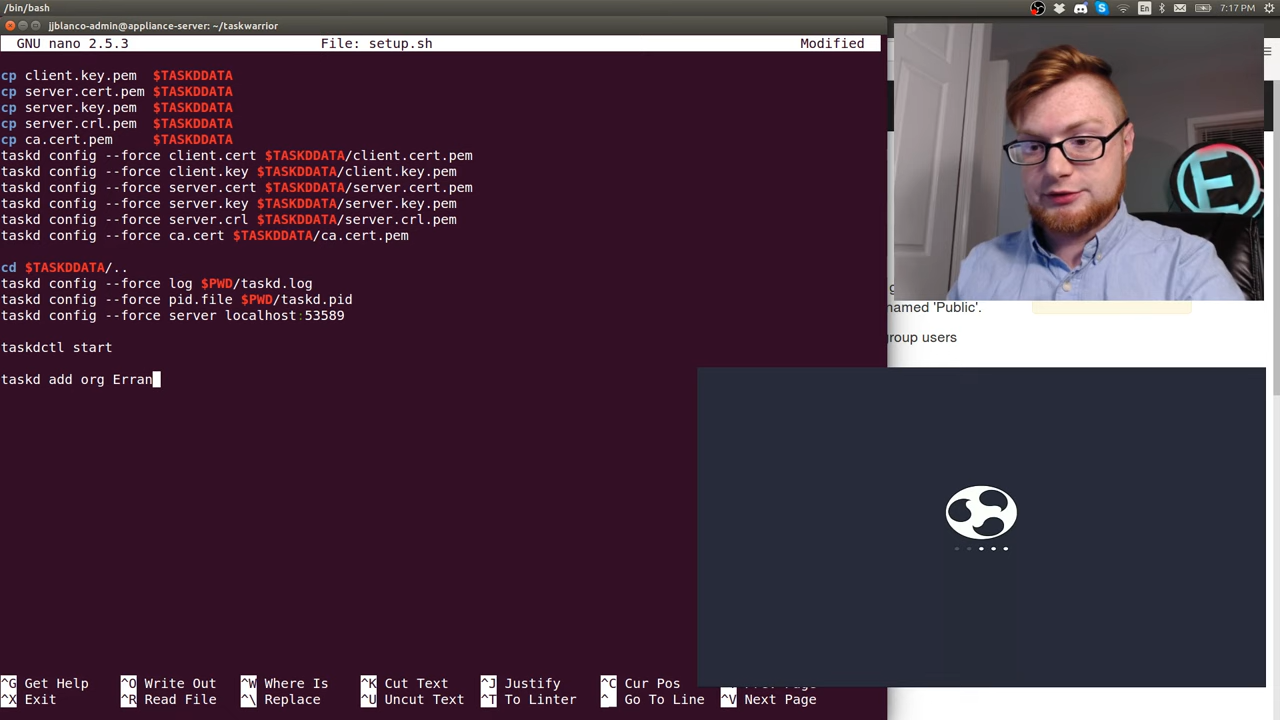 /bin/bash
En
7:17 PM
jjblanco-admin@appliance-server: ~/taskwarrior
GNU nano 2.5.3 File: setup.sh Modified
cp client.key.pem $TASKDDATA
cp server.cert.pem $TASKDDATA
cp server.key.pem $TASKDDATA
cp server.crl.pem $TASKDDATA
cp ca.cert.pem $TASKDDATA
taskd config --force client.cert $TASKDDATA/client.cert.pem
taskd config --force client.key $TASKDDATA/client.key.pem
taskd config --force server.cert $TASKDDATA/server.cert.pem
taskd config --force server.key $TASKDDATA/server.key.pem
taskd config --force server.crl $TASKDDATA/server.crl.pem
taskd config --force ca.cert $TASKDDATA/ca.cert.pem
cd $TASKDDATA/..
taskd config --force log $PWD/taskd.log
taskd config --force pid.file $PWD/taskd.pid
taskd config --force server localhost:53589
taskdctl start
taskd add org Erran
named 'Public'.
group users
E
^G Get Help ^O Write Out ^W Where Is ^K Cut Text ^J Justify ^C Cur Pos
^X Exit ^R Read File ^\ Replace ^U Uncut Text ^T To Linter ^_ Go To Line ^V Next Page